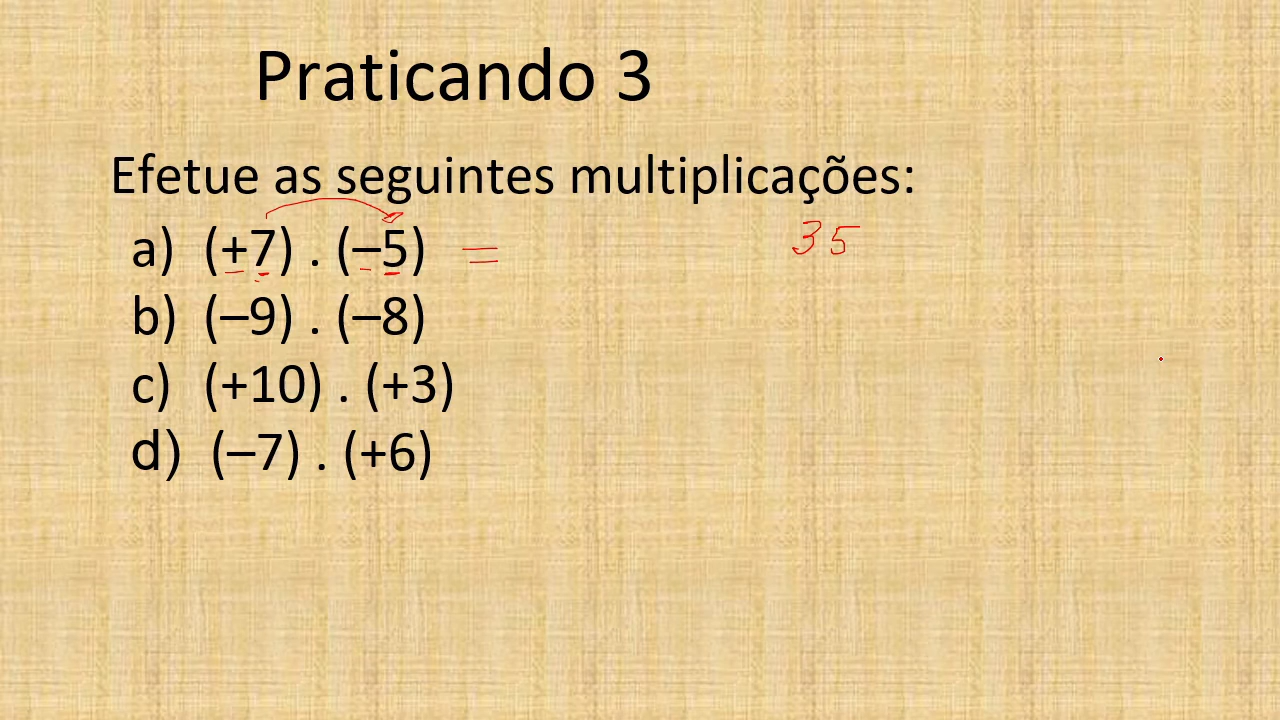 Praticando 3
Efetue as seguintes multiplicações:
a) (+7) . (–5) = 35
b) (–9) . (–8)
c) (+10) . (+3)
d) (–7) . (+6)